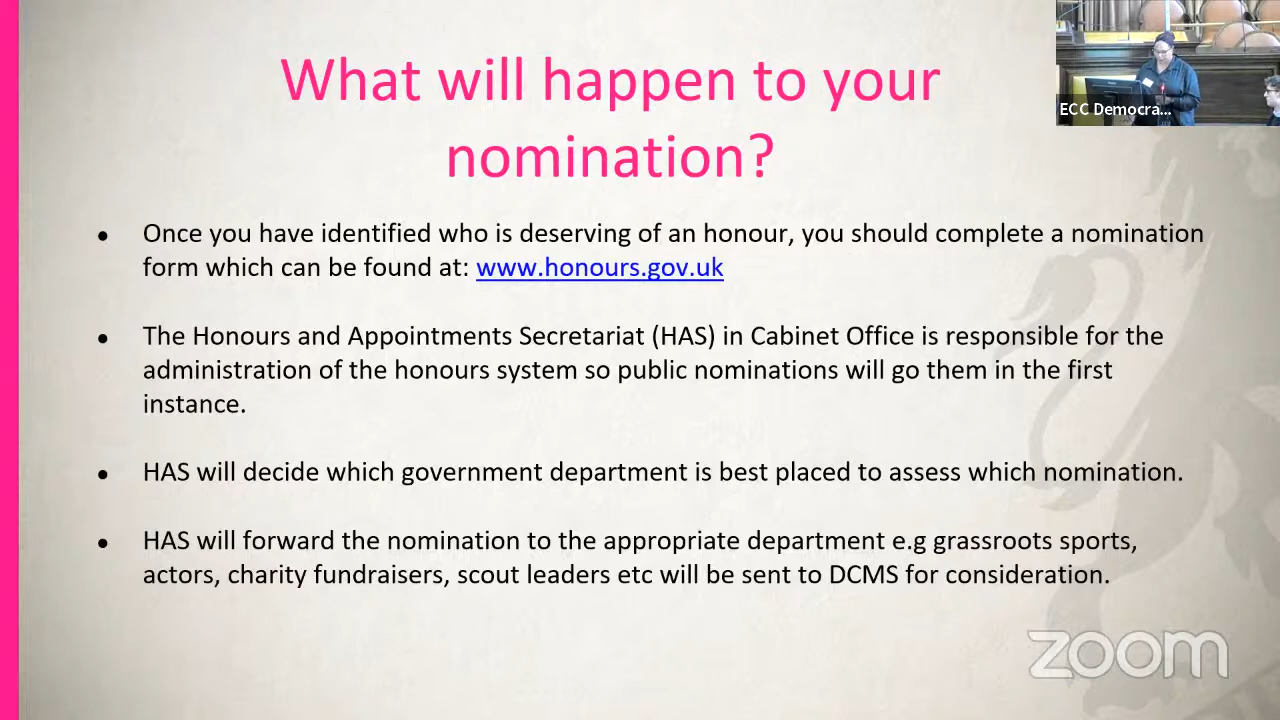 What will happen to your
nomination?
ECC Democra...
• Once you have identified who is deserving of an honour, you should complete a nomination
form which can be found at: www.honours.gov.uk
• The Honours and Appointments Secretariat (HAS) in Cabinet Office is responsible for the
administration of the honours system so public nominations will go them in the first
instance.
• HAS will decide which government department is best placed to assess which nomination.
• HAS will forward the nomination to the appropriate department e.g grassroots sports,
actors, charity fundraisers, scout leaders etc will be sent to DCMS for consideration.
zoom